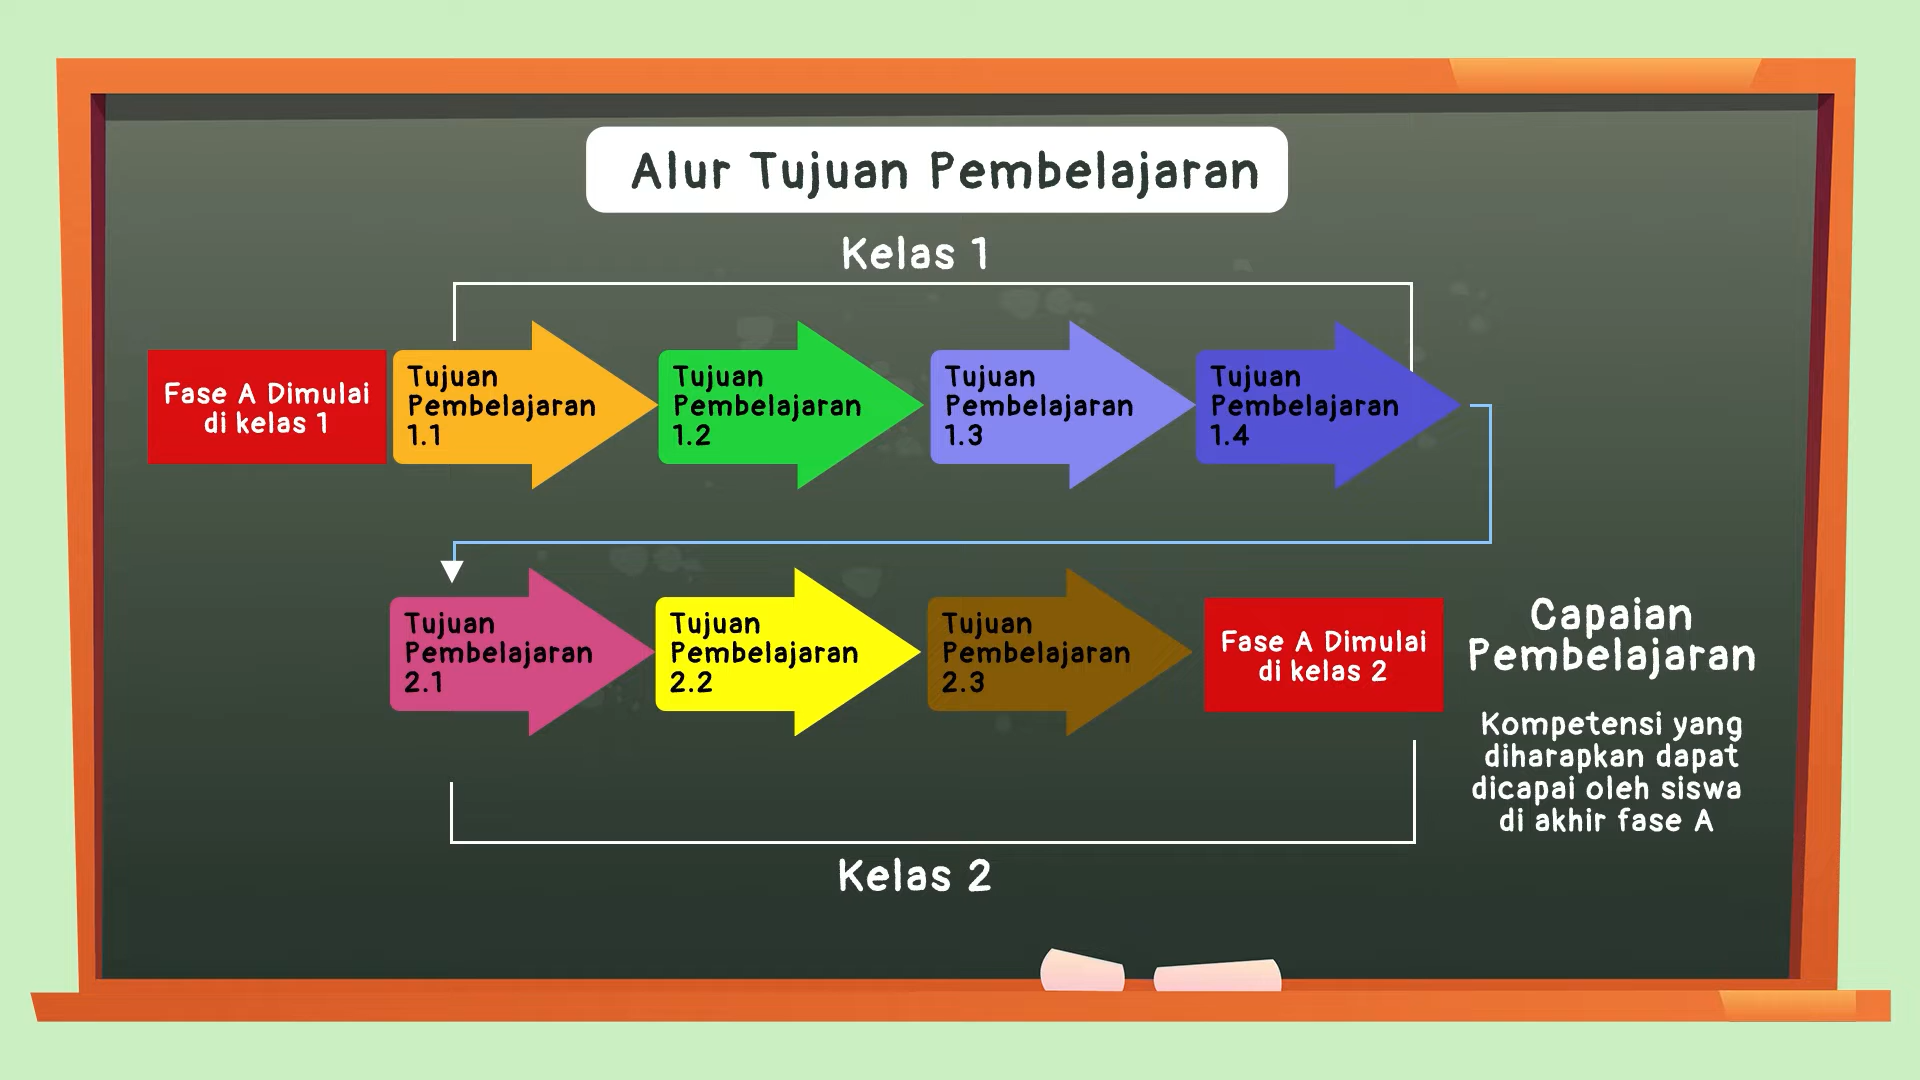 Alur Tujuan Pembelajaran
Kelas 1
Fase A Dimulai
di kelas 1
Tujuan
Pembelajaran
1.1
Tujuan
Pembelajaran
1.2
Tujuan
Pembelajaran
1.3
Tujuan
Pembelajaran
1.4
Tujuan
Pembelajaran
2.1
Tujuan
Pembelajaran
2.2
Tujuan
Pembelajaran
2.3
Fase A Dimulai
di kelas 2
Capaian
Pembelajaran
Kompetensi yang
diharapkan dapat
dicapai oleh siswa
di akhir fase A
Kelas 2